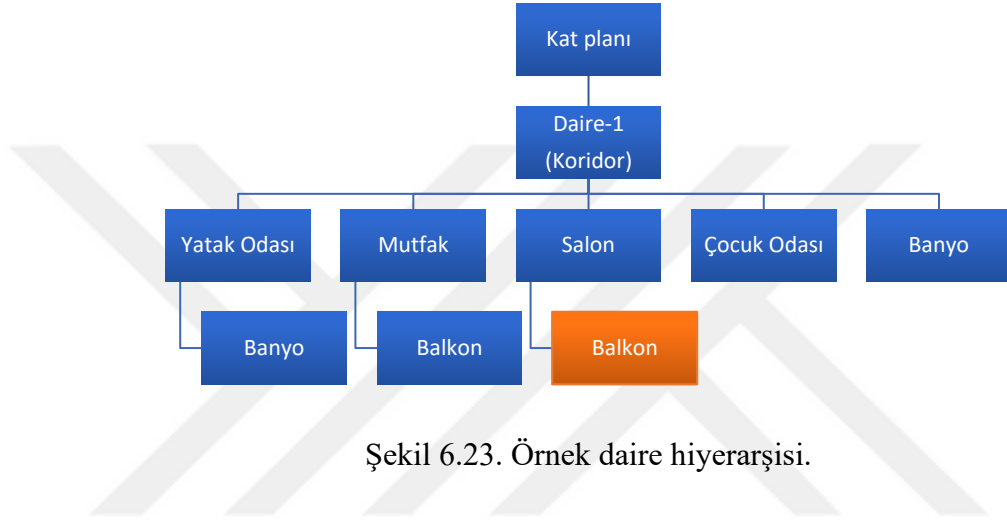 Kat planı
Daire-1
(Koridor)
Yatak Odası
Mutfak
Salon
Çocuk Odası
Banyo
Banyo
Balkon
Balkon
Şekil 6.23. Örnek daire hiyerarşisi.